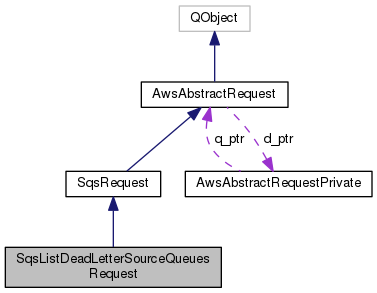 QObject
AwsAbstractRequest
q_ptr
d_ptr
SqsRequest
AwsAbstractRequestPrivate
SqsListDeadLetterSourceQueues
Request